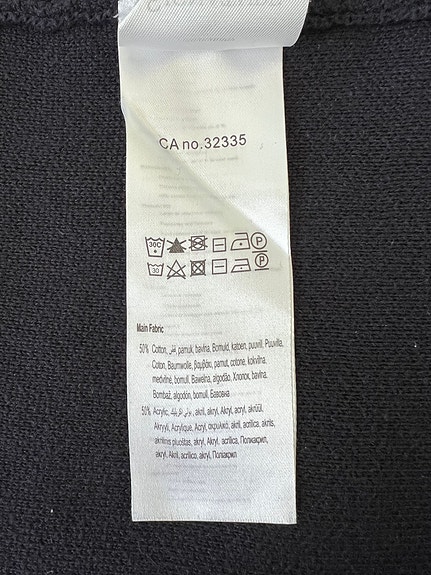 CA no.32335
30C
30
P
P
Main Fabric
50% Cotton, قطن, pamuk, bavlna, Bomuld, katoen, puuvill, Puuvilla,
Coton, Baumwolle, βαμβάκι, pamut, cotone, kokvilna,
medvilnė, bomull, Bawełna, algodão, Хлопок, bavlna,
Bombaž, algodón, bomull, Бавовна
50% Acrylic, akril, akryl, Akryl, acryl, akrüül,
Akryyli, Acrylique, Acryl, ακρυλικό, akril, acrilica, akrils,
akrilinis pluoštas, akryl, Akryl, acrílica, Полиакрил,
akryl, Akril, acrílico, akryl, Поліакрил